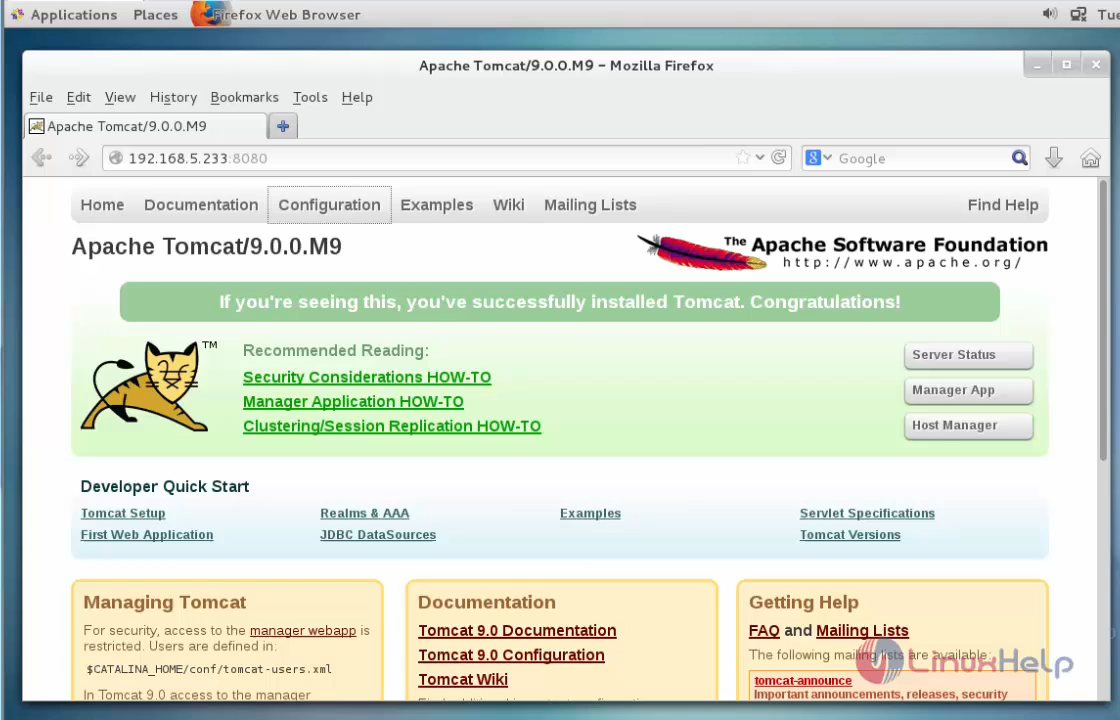 Applications Places Firefox Web Browser Tue
Apache Tomcat/9.0.0.M9 - Mozilla Firefox
File Edit View History Bookmarks Tools Help
Apache Tomcat/9.0.0.M9
192.168.5.233:8080 Google
Home Documentation Configuration Examples Wiki Mailing Lists Find Help
Apache Tomcat/9.0.0.M9
The Apache Software Foundation
http://www.apache.org/
If you're seeing this, you've successfully installed Tomcat. Congratulations!
TM
Recommended Reading:
Security Considerations HOW-TO
Manager Application HOW-TO
Clustering/Session Replication HOW-TO
Server Status
Manager App
Host Manager
Developer Quick Start
Tomcat Setup Realms & AAA Examples Servlet Specifications
First Web Application JDBC DataSources Tomcat Versions
Managing Tomcat
For security, access to the manager webapp is
restricted. Users are defined in:
$CATALINA_HOME/conf/tomcat-users.xml
In Tomcat 9.0 access to the manager
Documentation
Tomcat 9.0 Documentation
Tomcat 9.0 Configuration
Tomcat Wiki
Getting Help
FAQ and Mailing Lists
The following mailing lists are available:
tomcat-announce
Important announcements, releases, security
LinuxHelp